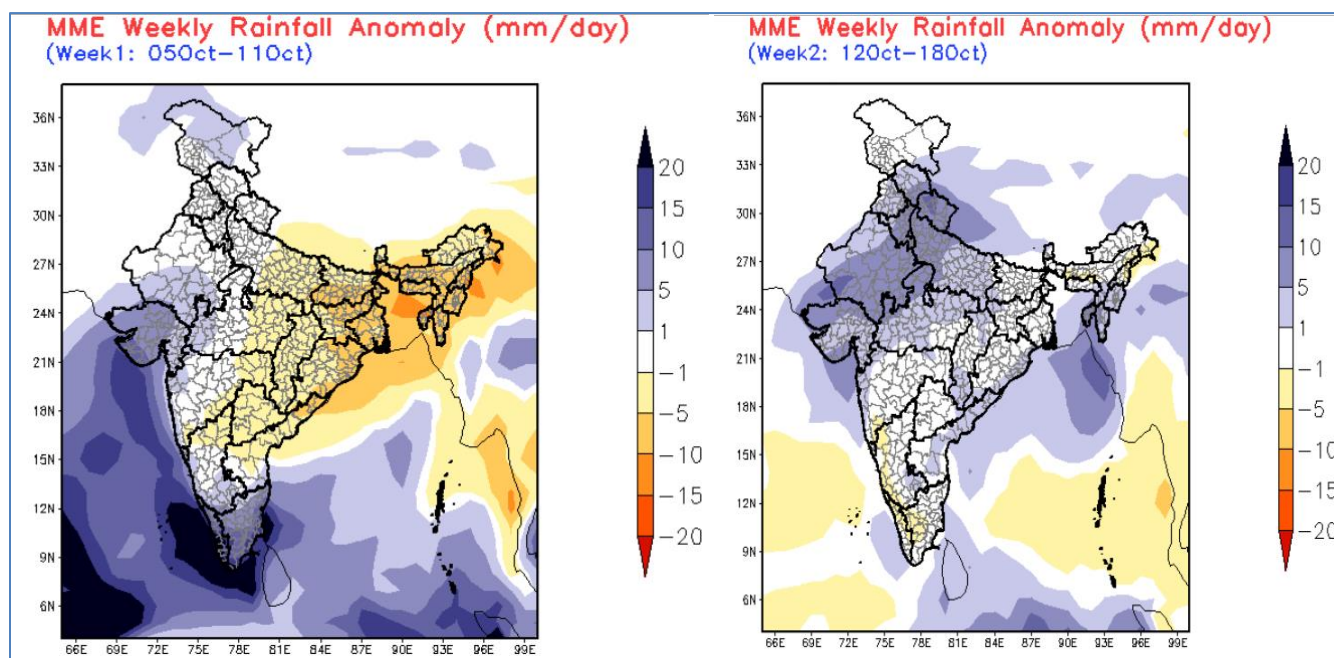 MME Weekly Rainfall Anomaly (mm/day)
(Week1: 05Oct-11Oct)
36N
33N
30N
27N
24N
21N
18N
15N
12N
9N
6N
66E 69E 72E 75E 78E 81E 84E 87E 90E 93E 96E 99E
20
15
10
5
1
-1
-5
-10
-15
-20
MME Weekly Rainfall Anomaly (mm/day)
(Week2: 12Oct-18Oct)
36N
33N
30N
27N
24N
21N
18N
15N
12N
9N
6N
66E 69E 72E 75E 78E 81E 84E 87E 90E 93E 96E 99E
20
15
10
5
1
-1
-5
-10
-15
-20